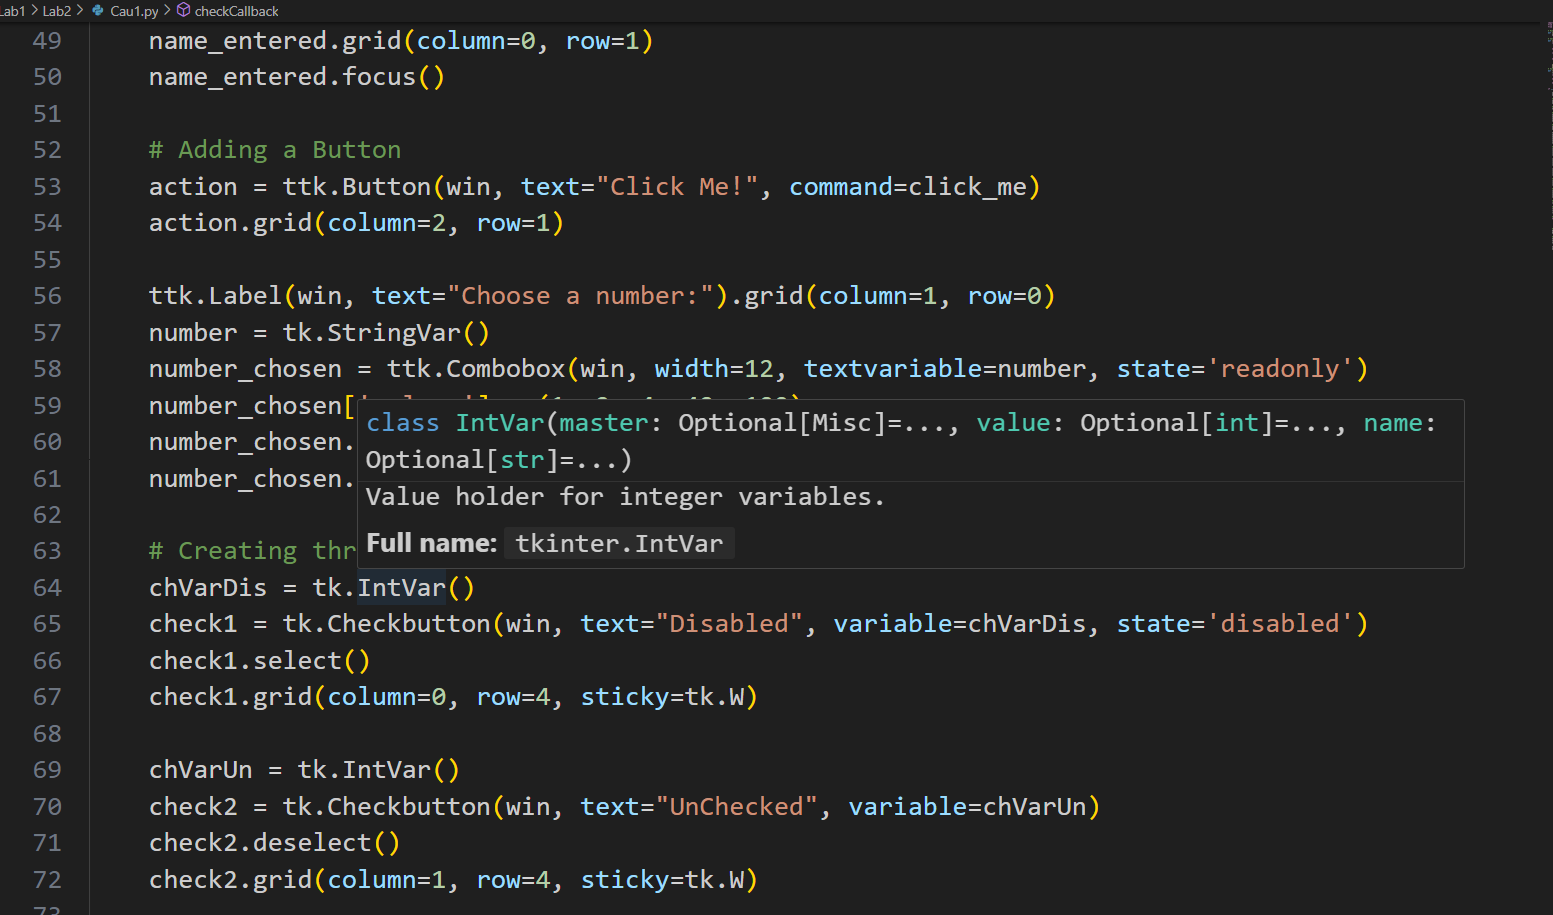 Lab1 > Lab2 > Cau1.py > checkCallback
49 name_entered.grid(column=0, row=1)
50 name_entered.focus()
51
52 # Adding a Button
53 action = ttk.Button(win, text="Click Me!", command=click_me)
54 action.grid(column=2, row=1)
55
56 ttk.Label(win, text="Choose a number:").grid(column=1, row=0)
57 number = tk.StringVar()
58 number_chosen = ttk.Combobox(win, width=12, textvariable=number, state='readonly')
59 number_chosen[
class IntVar(master: Optional[Misc]=..., value: Optional[int]=..., name:
60 number_chosen.
Optional[str]=...)
61 number_chosen.
Value holder for integer variables.
62
Full name: tkinter.IntVar
63 # Creating thr
64 chVarDis = tk.IntVar()
65 check1 = tk.Checkbutton(win, text="Disabled", variable=chVarDis, state='disabled')
66 check1.select()
67 check1.grid(column=0, row=4, sticky=tk.W)
68
69 chVarUn = tk.IntVar()
70 check2 = tk.Checkbutton(win, text="UnChecked", variable=chVarUn)
71 check2.deselect()
72 check2.grid(column=1, row=4, sticky=tk.W)
73